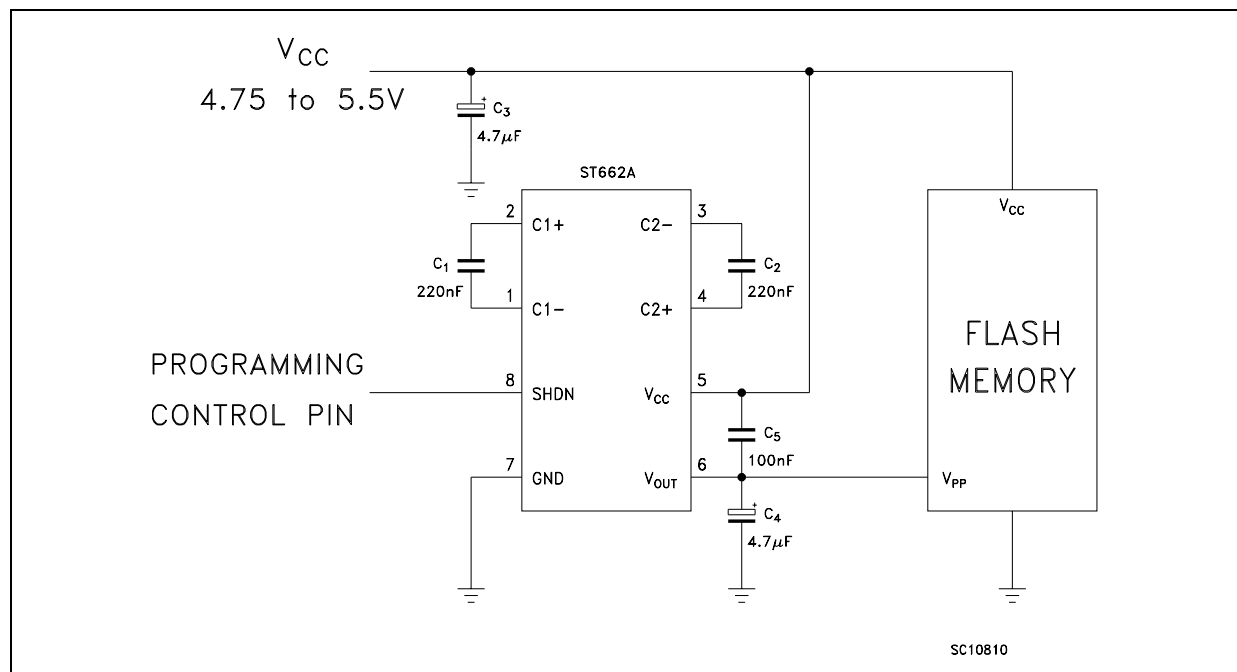 VCC
4.75 to 5.5V
+
C3
4.7μF
ST662A
2
C1+
C2-
3
C1
220nF
C2
220nF
1
C1-
C2+
4
PROGRAMMING
CONTROL PIN
8
SHDN
VCC
5
C5
100nF
7
GND
VOUT
6
+
C4
4.7μF
VCC
FLASH
MEMORY
VPP
SC10810